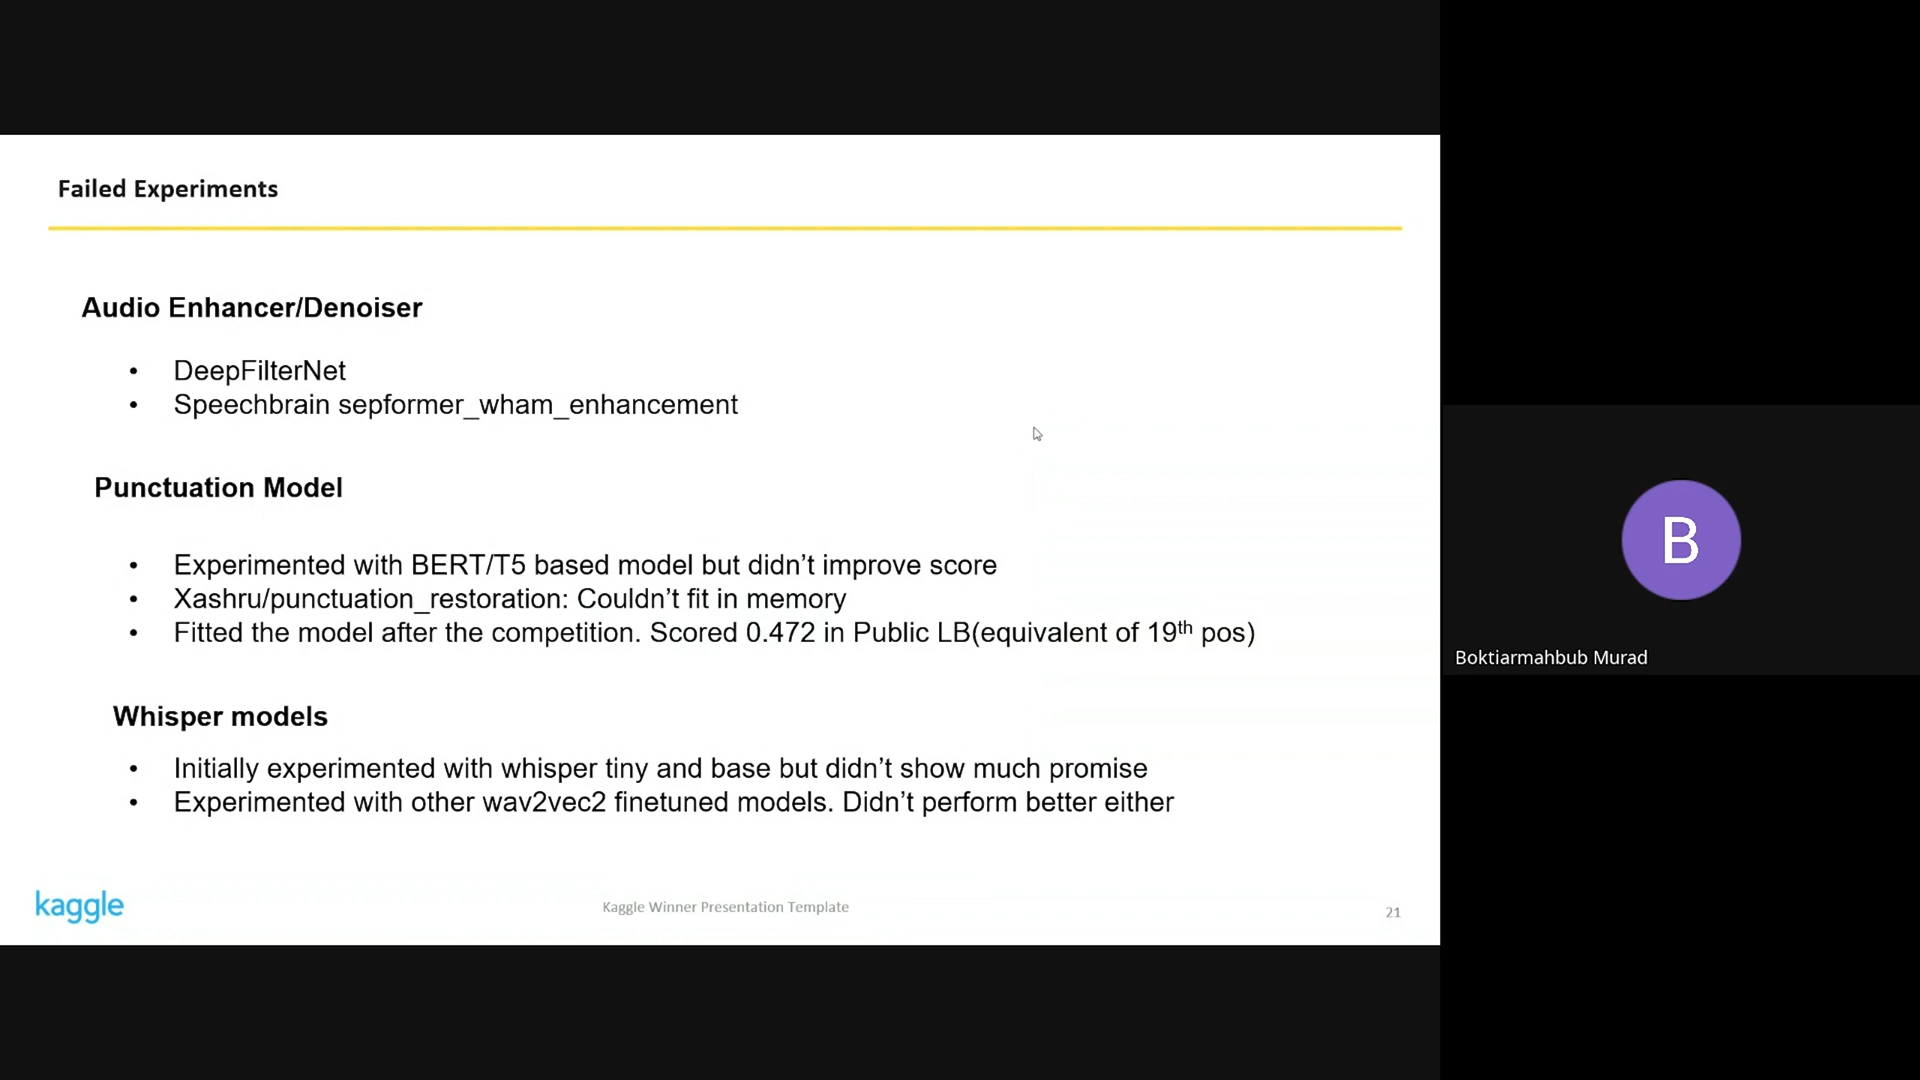 Failed Experiments
Audio Enhancer/Denoiser
• DeepFilterNet
• Speechbrain sepformer_wham_enhancement
Punctuation Model
• Experimented with BERT/T5 based model but didn’t improve score
• Xashru/punctuation_restoration: Couldn’t fit in memory
• Fitted the model after the competition. Scored 0.472 in Public LB(equivalent of 19th pos)
Whisper models
• Initially experimented with whisper tiny and base but didn’t show much promise
• Experimented with other wav2vec2 finetuned models. Didn’t perform better either
kaggle
Kaggle Winner Presentation Template
21
B
Boktiarmahbub Murad